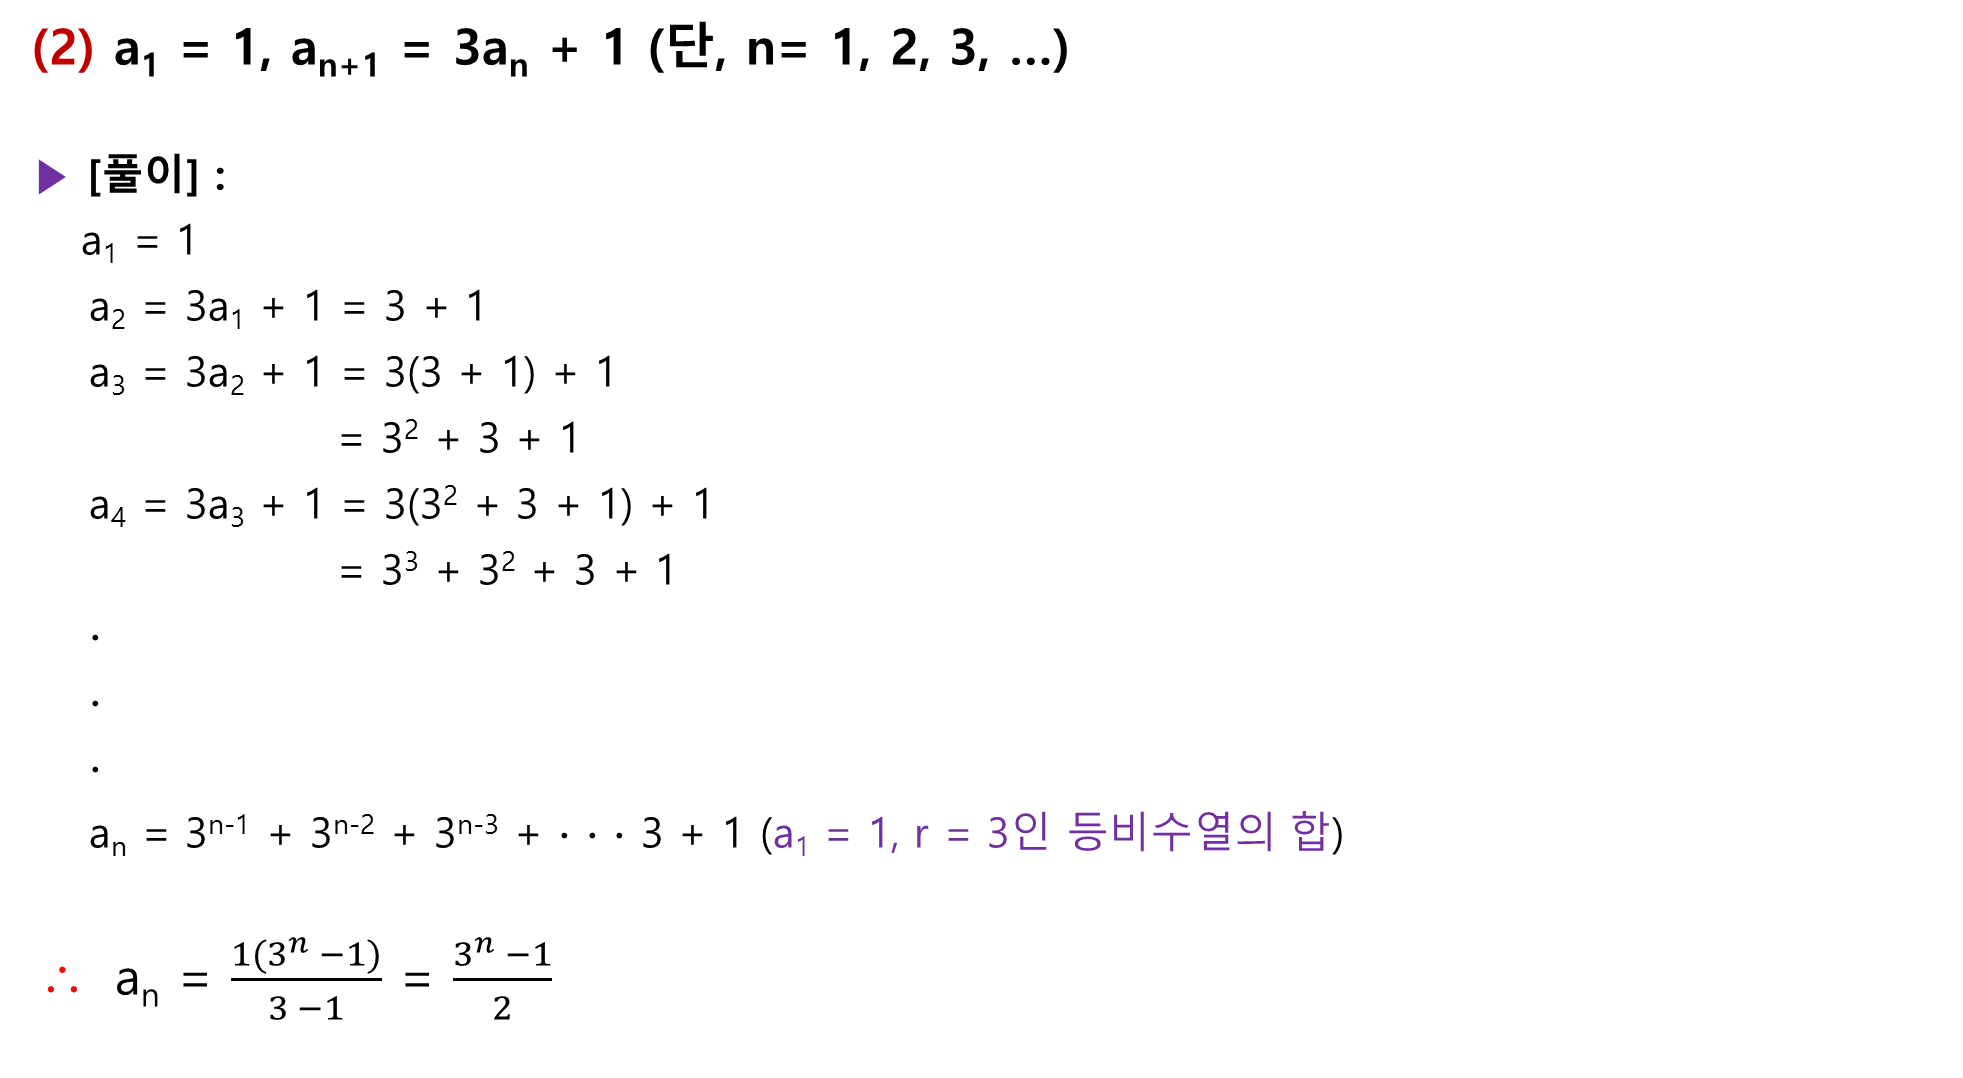 (2) a₁ = 1, aₙ₊₁ = 3aₙ + 1 (단, n= 1, 2, 3, …)
▶ [풀이] :
a₁ = 1
a₂ = 3a₁ + 1 = 3 + 1
a₃ = 3a₂ + 1 = 3(3 + 1) + 1
= 3² + 3 + 1
a₄ = 3a₃ + 1 = 3(3² + 3 + 1) + 1
= 3³ + 3² + 3 + 1
.
.
.
aₙ = 3ⁿ⁻¹ + 3ⁿ⁻² + 3ⁿ⁻³ + · · · 3 + 1 (a₁ = 1, r = 3인 등비수열의 합)
∴ aₙ = 1(3ⁿ −1)/3 −1 = 3ⁿ −1/2